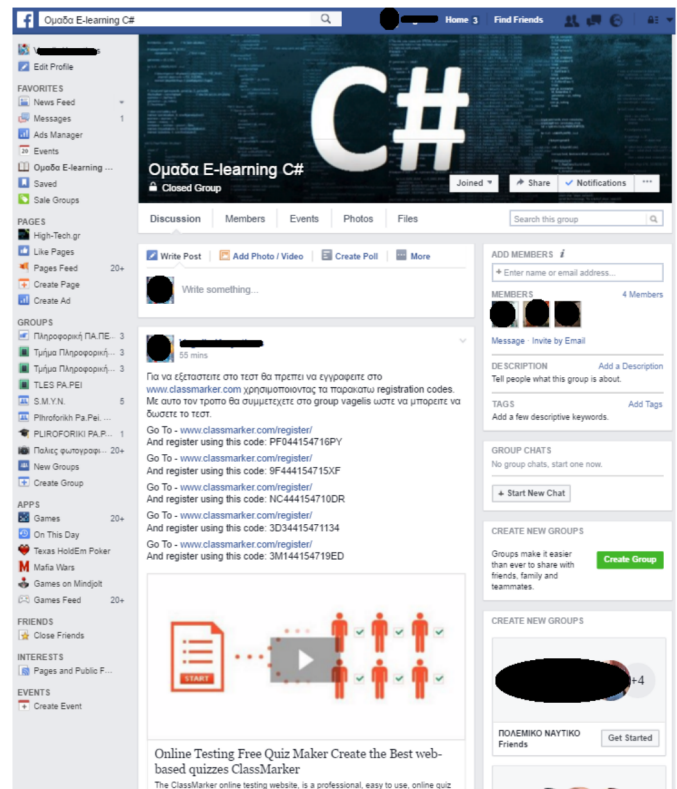 Ομαδα E-learning C#
Home 3
Find Friends
Edit Profile
FAVORITES
News Feed
Messages 1
Ads Manager
Events
Ομαδα E-learning ...
Saved
Sale Groups
PAGES
High-Tech.gr
Like Pages
Pages Feed 20+
Create Page
Create Ad
GROUPS
Πληροφορική ΠΑ.ΠΕ... 3
Τμήμα Πληροφορική... 3
Τμήμα Πληροφορική... 3
TLES PA.PEI
S.M.Y.N. 5
Plhroforikh Pa.Pei. ...
PLIROFORIKI PA.P... 1
Παλιες φωτογραφι... 20+
New Groups
Create Group
APPS
Games 20+
On This Day
Texas HoldEm Poker
Mafia Wars
Games on Mindjolt
Games Feed 20+
FRIENDS
Close Friends
INTERESTS
Pages and Public F...
EVENTS
Create Event
C#
Ομαδα E-learning C#
Closed Group
Joined
Share
Notifications
Discussion
Members
Events
Photos
Files
Search this group
Write Post
Add Photo / Video
Create Poll
More
Write something...
55 mins
Για να εξεταστειτε στο τεστ θα πρεπει να εγγραφειτε στο
www.classmarker.com χρησιμοποιοντας τα παρακατω registration codes.
Με αυτο τον τροπο θα συμμετεχετε στο group vagelis ωστε να μπορειτε να
δωσετε το τεστ.
Go To - www.classmarker.com/register/
And register using this code: PF044154716PY
Go To - www.classmarker.com/register/
And register using this code: 9F444154715XF
Go To - www.classmarker.com/register/
And register using this code: NC444154710DR
Go To - www.classmarker.com/register/
And register using this code: 3D34415471134
Go To - www.classmarker.com/register/
And register using this code: 3M144154719ED
START
Online Testing Free Quiz Maker Create the Best web-
based quizzes ClassMarker
The ClassMarker online testing website, is a professional, easy to use, online quiz
ADD MEMBERS
+ Enter name or email address...
MEMBERS
4 Members
Message · Invite by Email
DESCRIPTION
Add a Description
Tell people what this group is about.
TAGS
Add Tags
Add a few descriptive keywords.
GROUP CHATS
No group chats, start one now.
+ Start New Chat
CREATE NEW GROUPS
Groups make it easier
than ever to share with
friends, family and
teammates.
Create Group
CREATE NEW GROUPS
+4
ΠΟΛΕΜΙΚΟ ΝΑΥΤΙΚΟ
Friends
Get Started